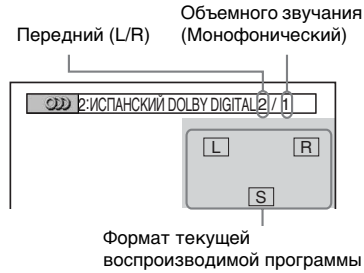 Объемного звучания
(Монофонический)
Передний (L/R)
2:ИСПАНСКИЙ DOLBY DIGITAL 2 / 1
L
R
S
Формат текущей
воспроизводимой программы